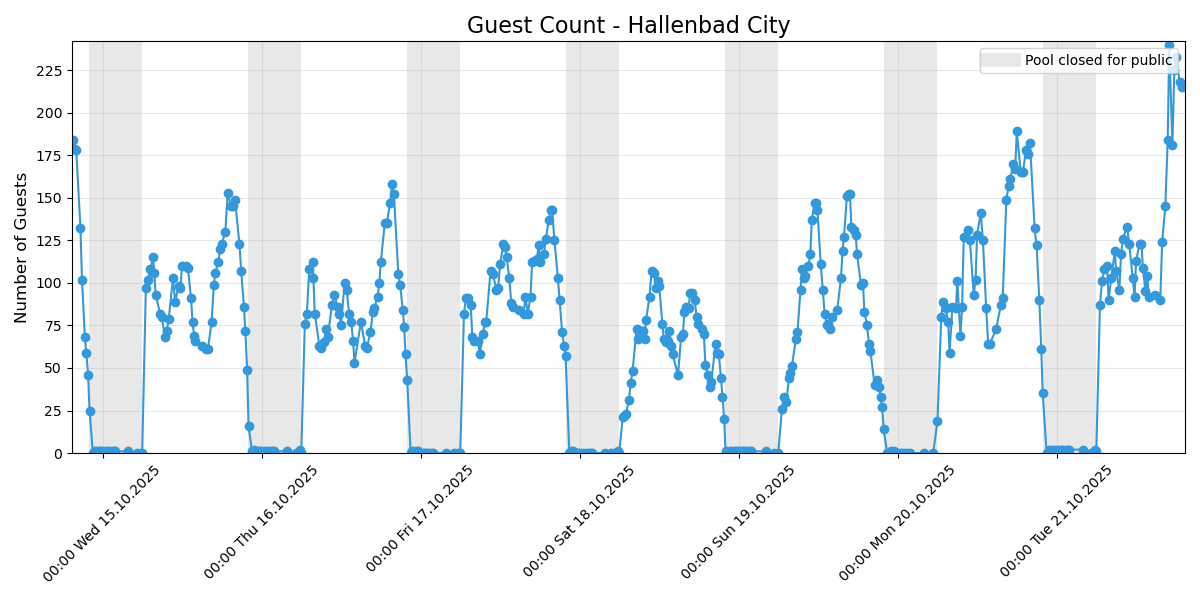 Guest Count - Hallenbad City
Pool closed for public
Number of Guests
225
200
175
150
125
100
75
50
25
0
00:00 Wed 15.10.2025
00:00 Thu 16.10.2025
00:00 Fri 17.10.2025
00:00 Sat 18.10.2025
00:00 Sun 19.10.2025
00:00 Mon 20.10.2025
00:00 Tue 21.10.2025